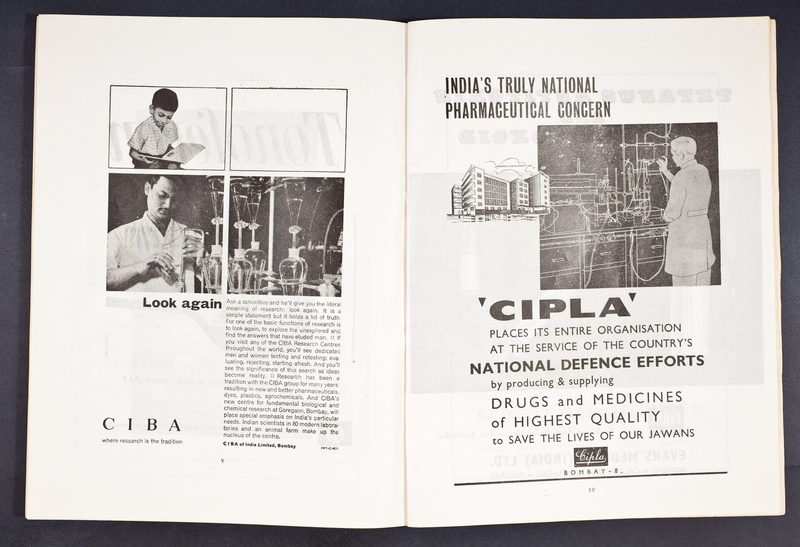 Look again
Ask a schoolboy and he'll give you the literal
meaning of research: look again. It is a
simple statement but it holds a lot of truth.
For one of the basic functions of research is
to look again, to explore the unexplored and
find the answers that have eluded man. □ If
you visit any of the CIBA Research Centres
throughout the world, you'll see dedicated
men and women testing and retesting; eva-
luating, rejecting, starting afresh. And you'll
see the significance of this search as ideas
become reality. □ Research has been a
tradition with the CIBA group for many years.
resulting in new and better pharmaceuticals,
dyes, plastics, agrochemicals. And CIBA's
new centre for fundamental biological and
chemical research at Goregaon, Bombay, will
place special emphasis on India's particular
needs. Indian scientists in 80 modern labora-
tories and an animal farm make up the
nucleus of the centre.
CIBA of India Limited, Bombay
CIBA
where research is the tradition
V
INDIA'S TRULY NATIONAL
PHARMACEUTICAL CONCERN
'CIPLA'
PLACES ITS ENTIRE ORGANISATION
AT THE SERVICE OF THE COUNTRY'S
NATIONAL DEFENCE EFFORTS
by producing & supplying
DRUGS and MEDICINES
of HIGHEST QUALITY
to SAVE THE LIVES OF OUR JAWANS
Cipla
BOMBAY-8.
IV